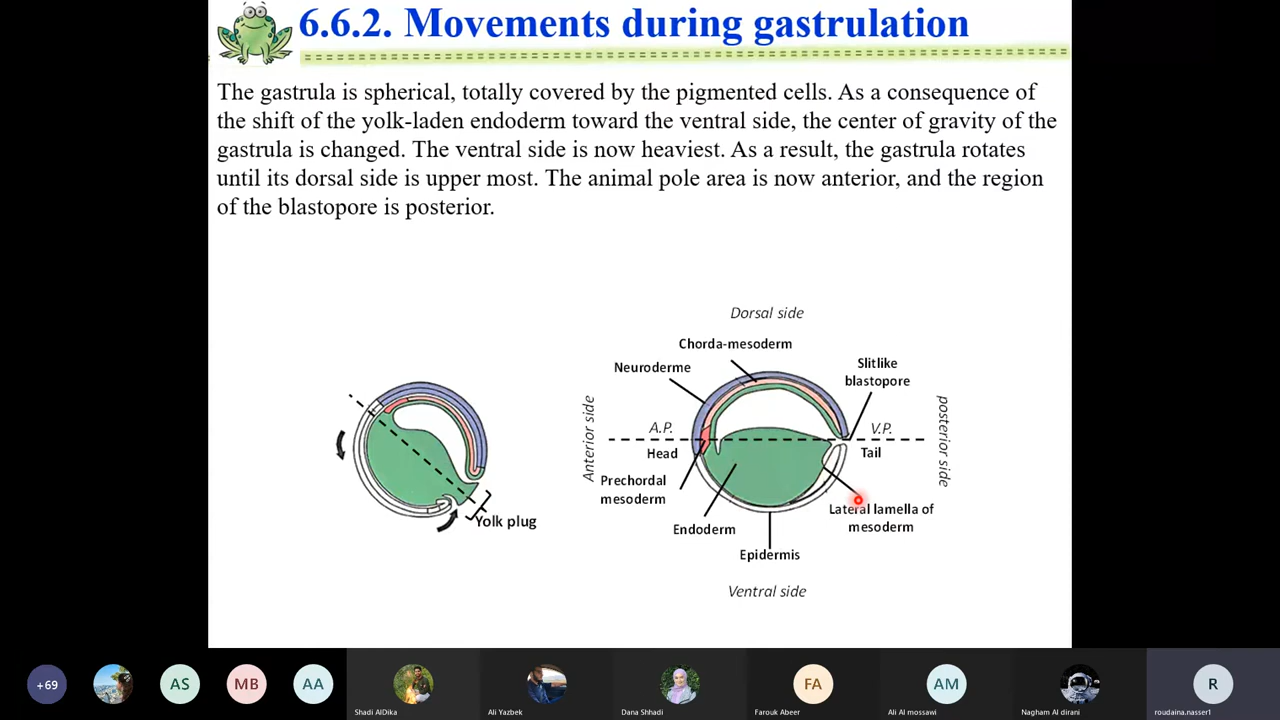 6.6.2. Movements during gastrulation
The gastrula is spherical, totally covered by the pigmented cells. As a consequence of
the shift of the yolk-laden endoderm toward the ventral side, the center of gravity of the
gastrula is changed. The ventral side is now heaviest. As a result, the gastrula rotates
until its dorsal side is upper most. The animal pole area is now anterior, and the region
of the blastopore is posterior.
Dorsal side
Chorda-mesoderm
Neuroderme
Slitlike
blastopore
Anterior side
posterior side
A.P.
V.P.
Head
Tail
Prechordal
mesoderm
Lateral lamella of
mesoderm
Yolk plug
Endoderm
Epidermis
Ventral side
+69
AS
MB
AA
FA
AM
R
Shadi AlDika
Ali Yazbek
Dana Shhadi
Farouk Abeer
Ali Al mossawi
Nagham Al dirani
roudaina.nasser1